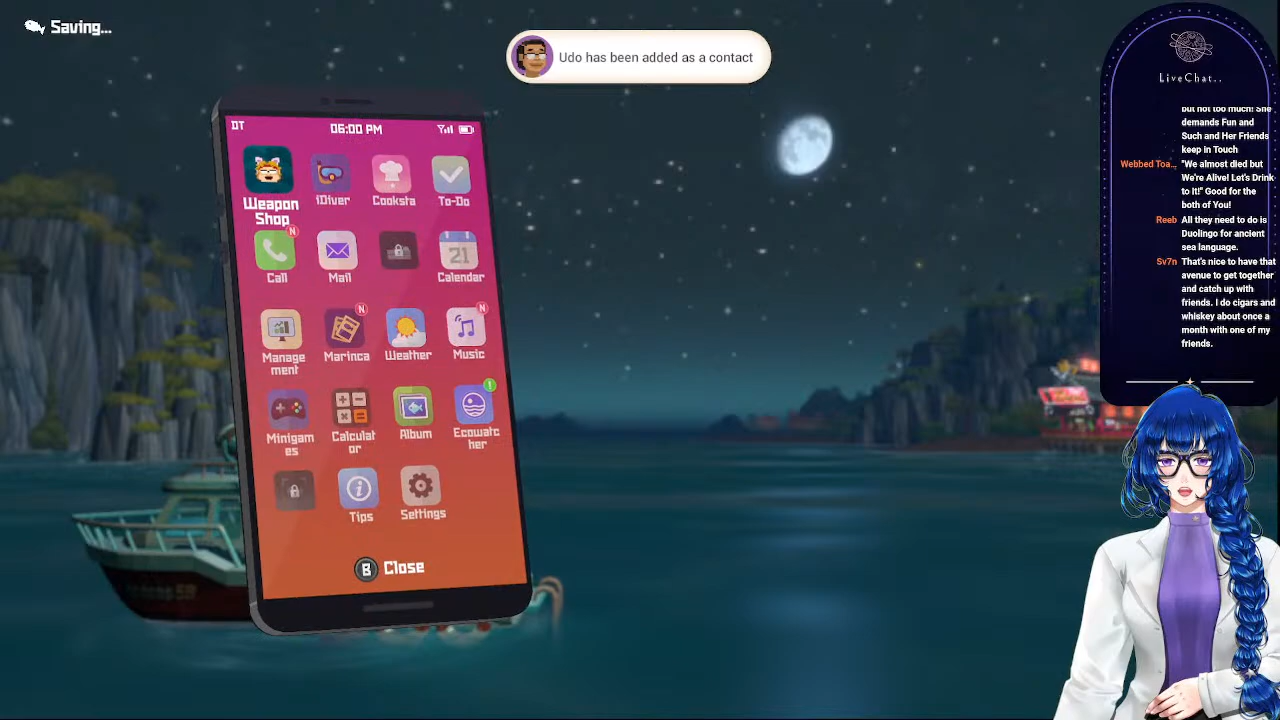 Saving...
Udo has been added as a contact
DT
06:00 PM
Weapon
Shop
iDiver
Cooksta
To-Do
N
Call
Mail
21
Calendar
Manage
ment
N
Marinca
Weather
N
Music
Minigam
es
Calculat
or
Album
!
Ecowatc
her
Tips
Settings
B Close
LiveChat..
but not too much! She
demands Fun and
Such and Her Friends
keep in Touch
Webbed Toa... "We almost died but
We're Alive! Let's Drink
to It!" Good for the
both of You!
Reeb All they need to do is
Duolingo for ancient
sea language.
Sv7n That's nice to have that
avenue to get together
and catch up with
friends. I do cigars and
whiskey about once a
month with one of my
friends.